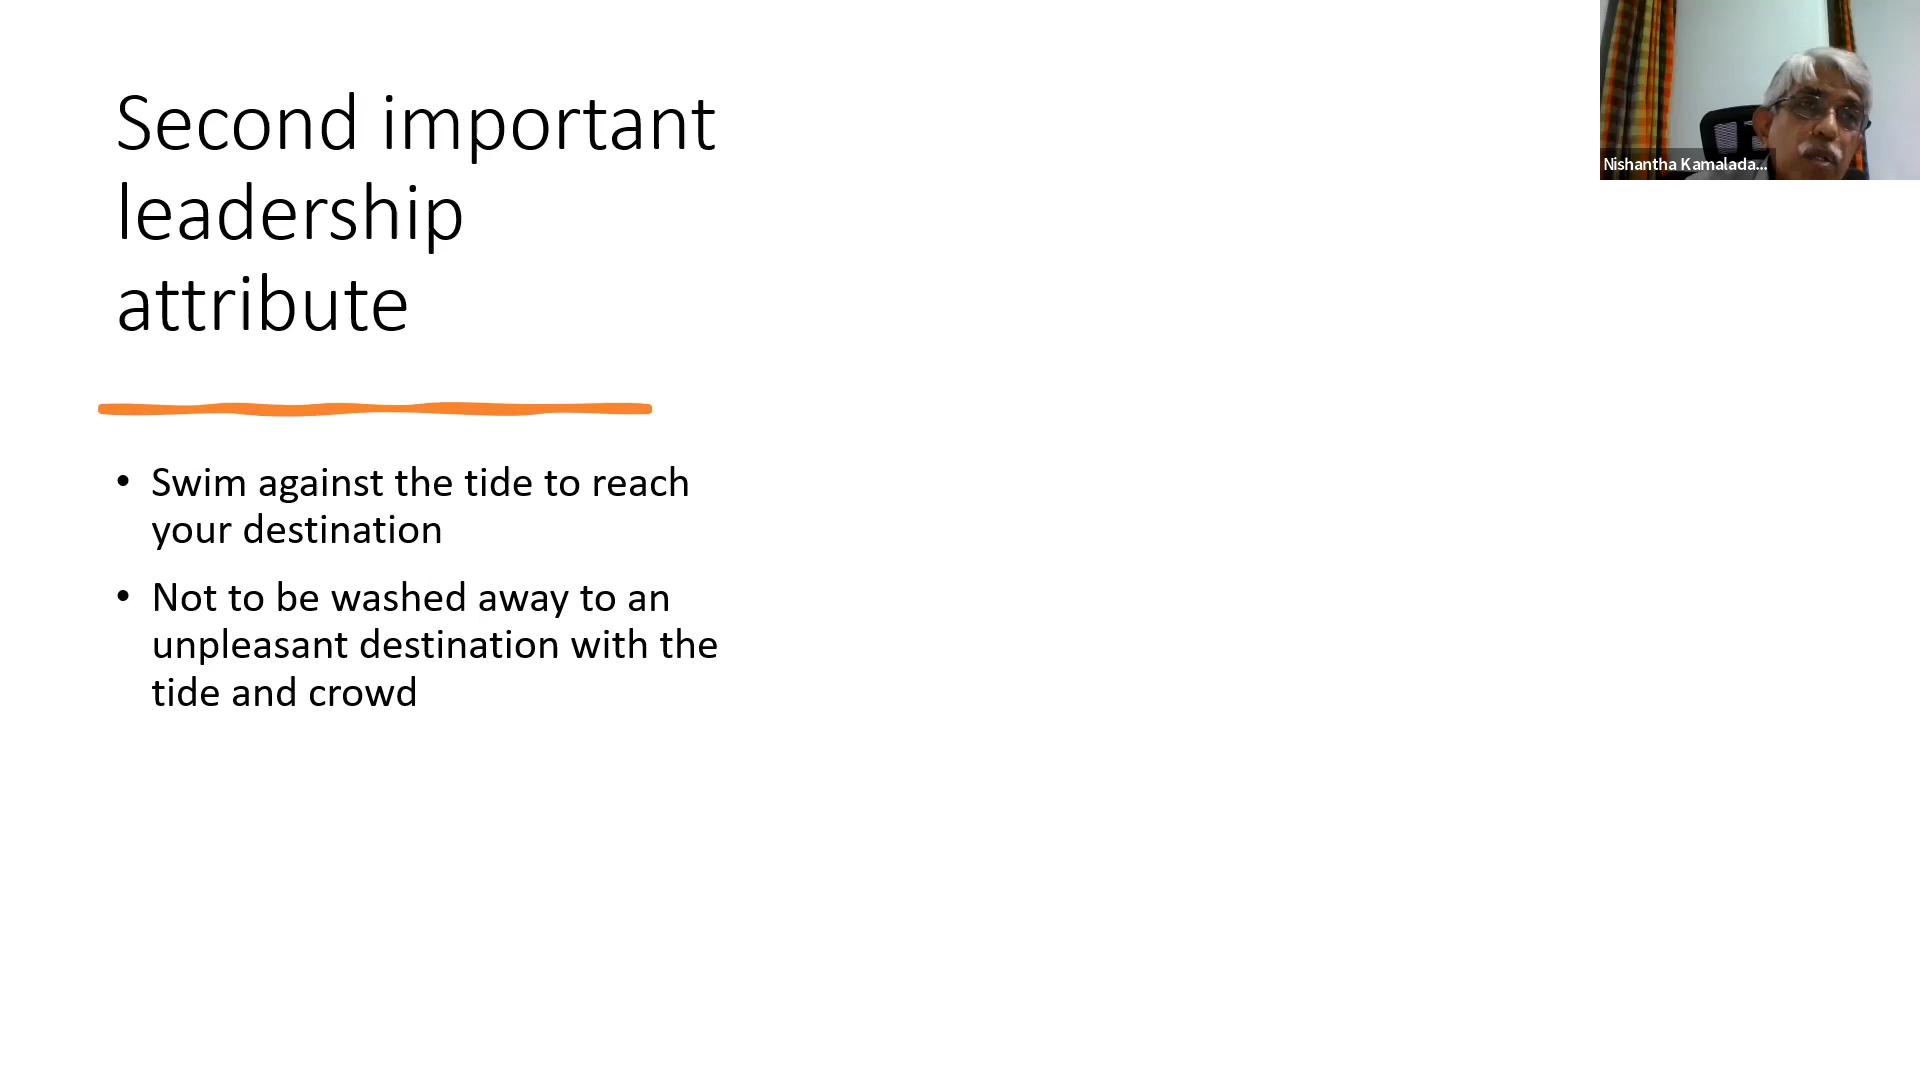 Second important
leadership
attribute
• Swim against the tide to reach
your destination
• Not to be washed away to an
unpleasant destination with the
tide and crowd
Nishantha Kamalada...